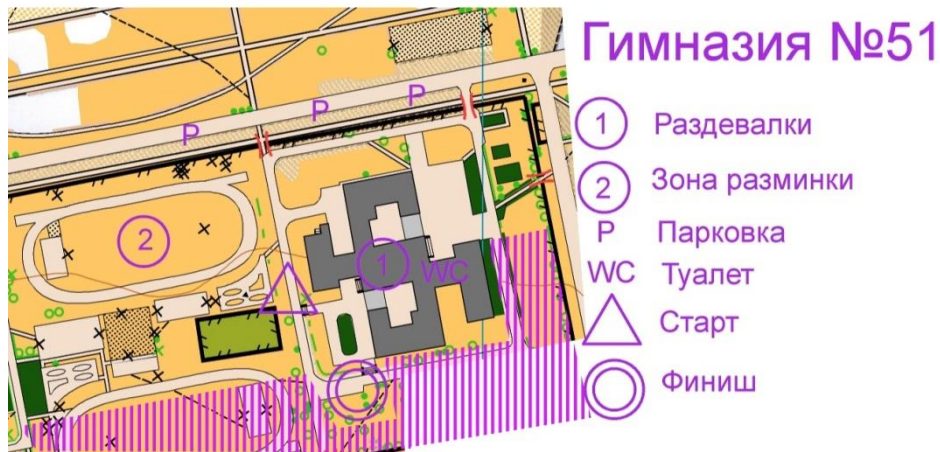 Гимназия №51
1 Раздевалки
2 Зона разминки
P Парковка
WC Туалет
Старт
Финиш
P
P
P
2
1
WC